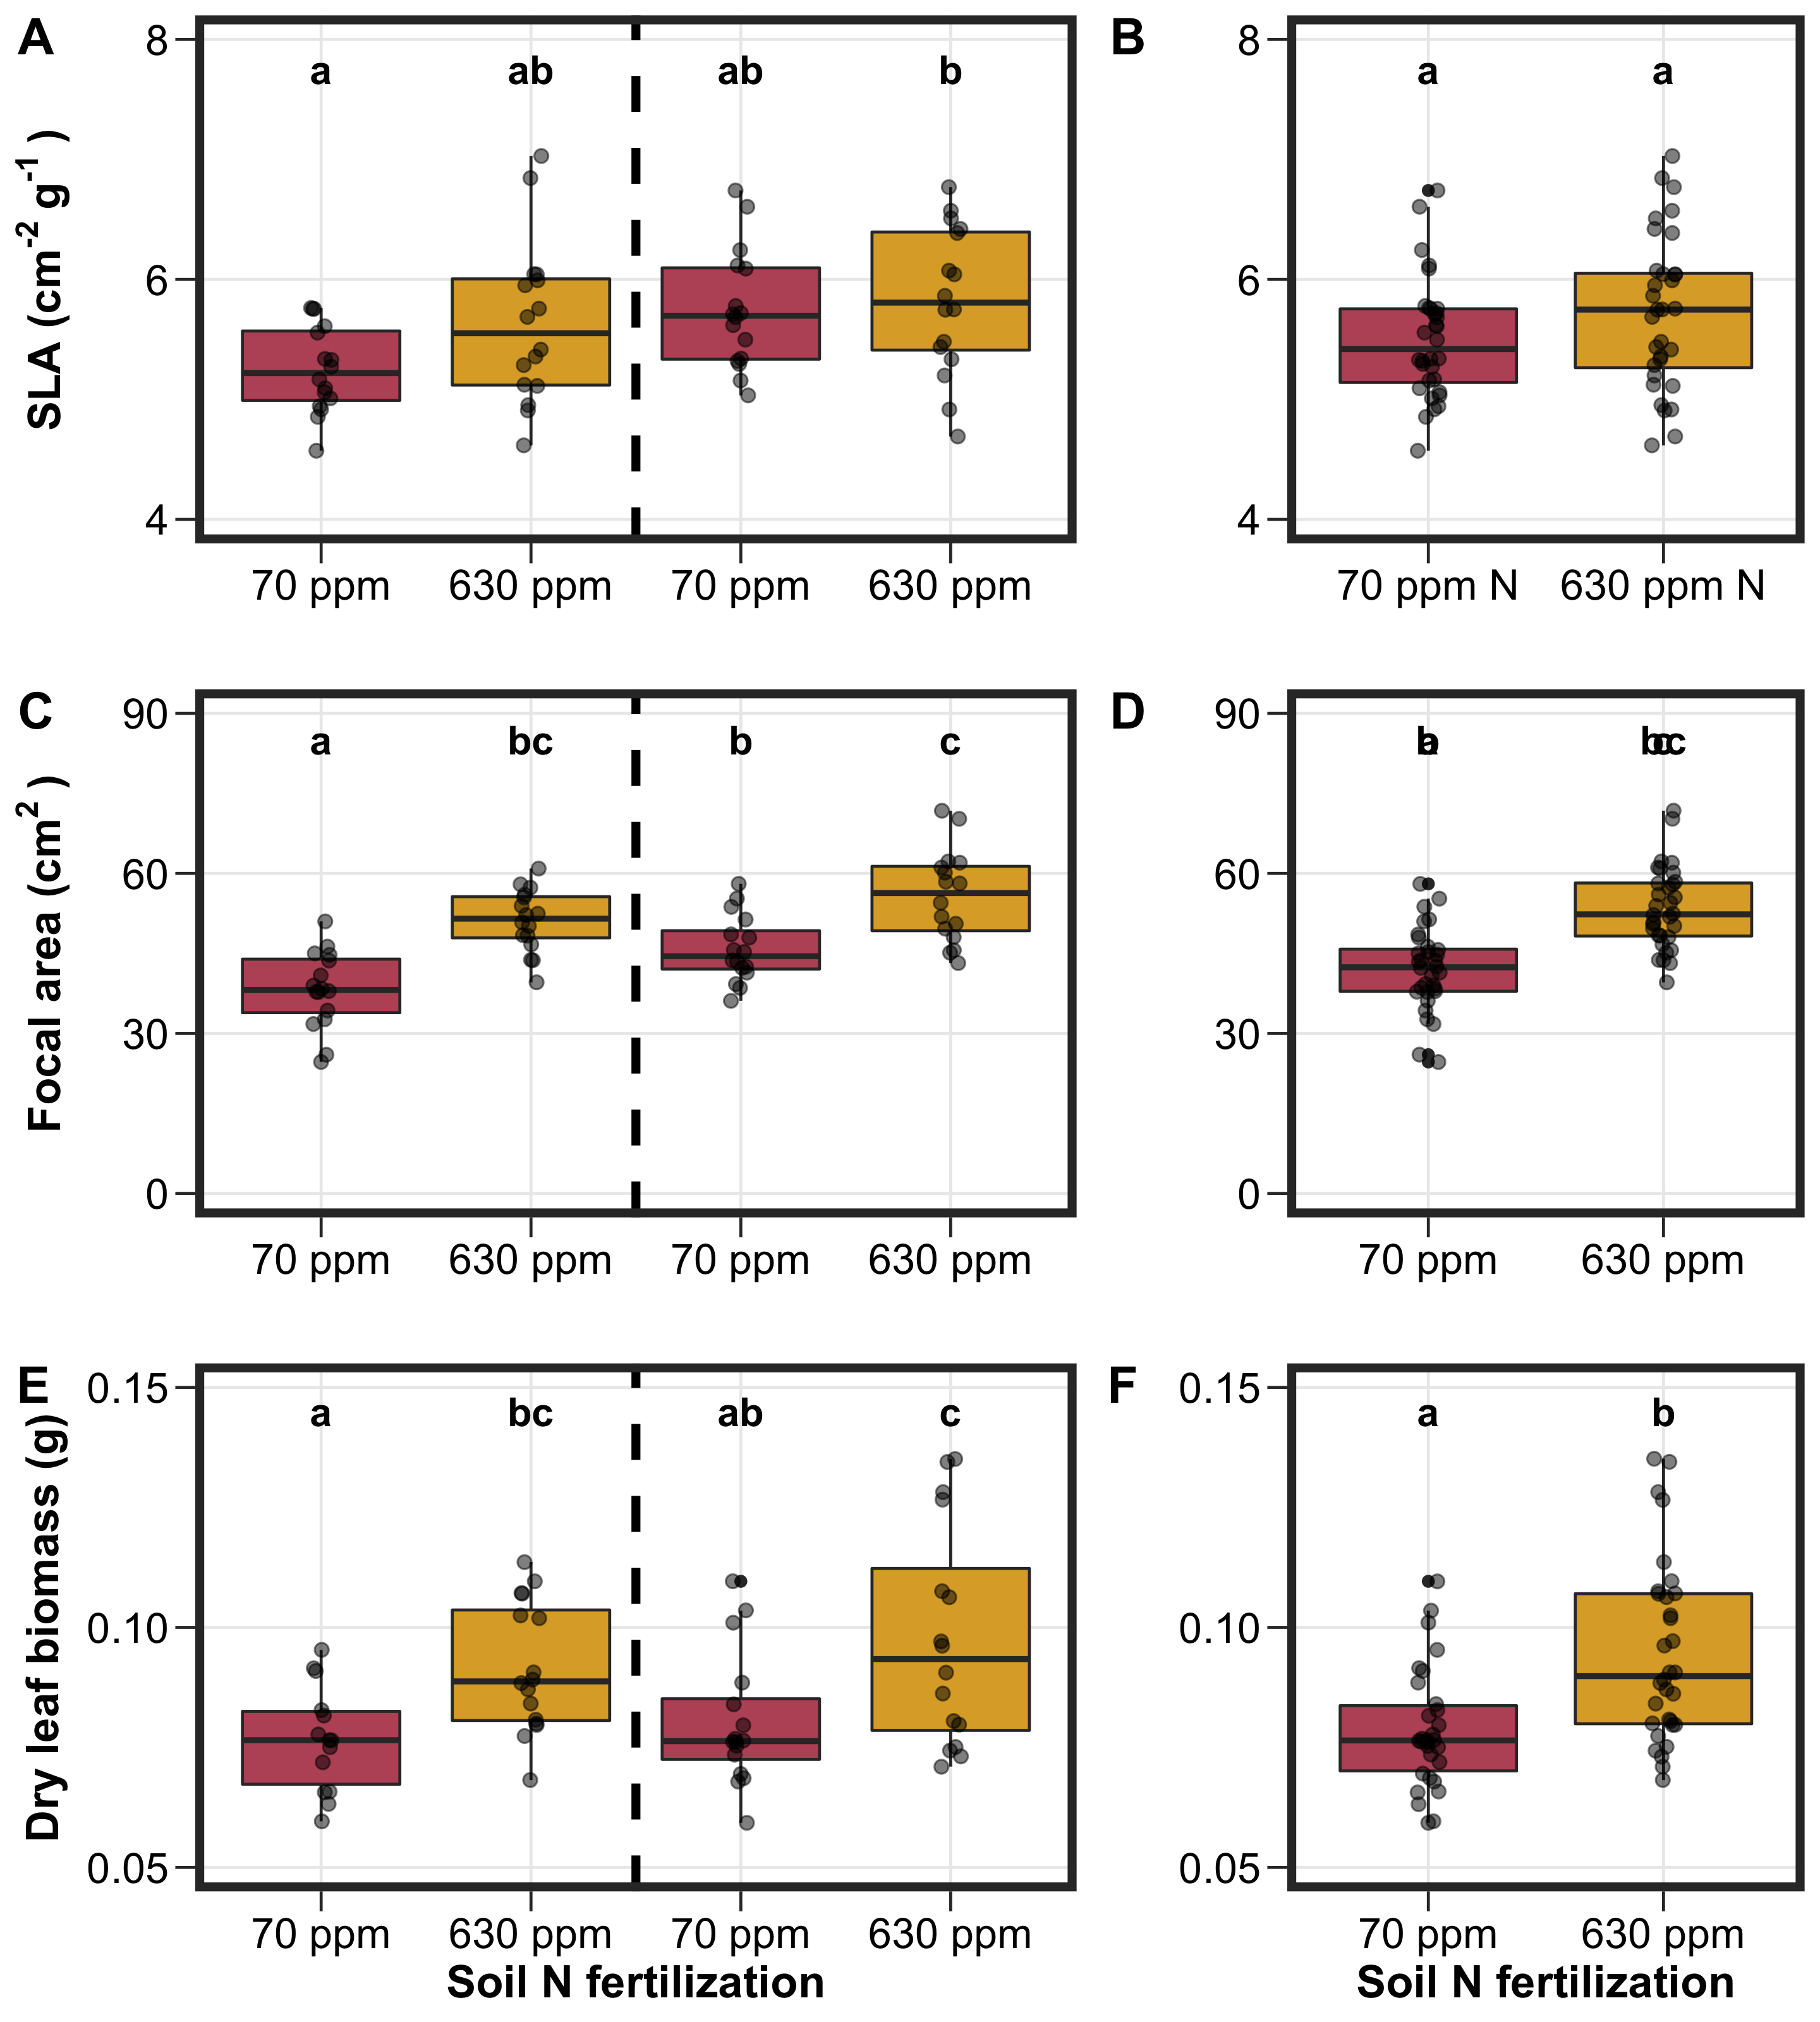 A
8
6
4
SLA (cm-2 g-1 )
a ab ab b
70 ppm 630 ppm 70 ppm 630 ppm
B
8
6
4
a a
70 ppm N 630 ppm N
C
90
60
30
0
Focal area (cm2 )
a bc b c
70 ppm 630 ppm 70 ppm 630 ppm
D
90
60
30
0
70 ppm 630 ppm
E
0.15
0.10
0.05
Dry leaf biomass (g)
a bc ab c
70 ppm 630 ppm 70 ppm 630 ppm
Soil N fertilization
F
0.15
0.10
0.05
a b
70 ppm 630 ppm
Soil N fertilization